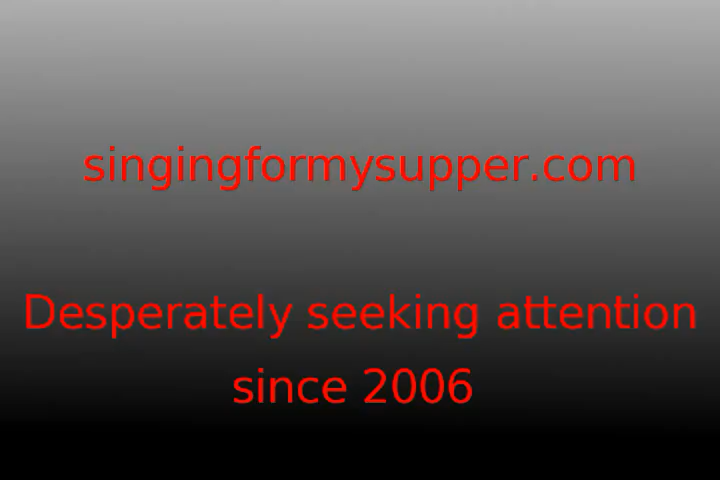 singingformysupper.com
Desperately seeking attention
since 2006